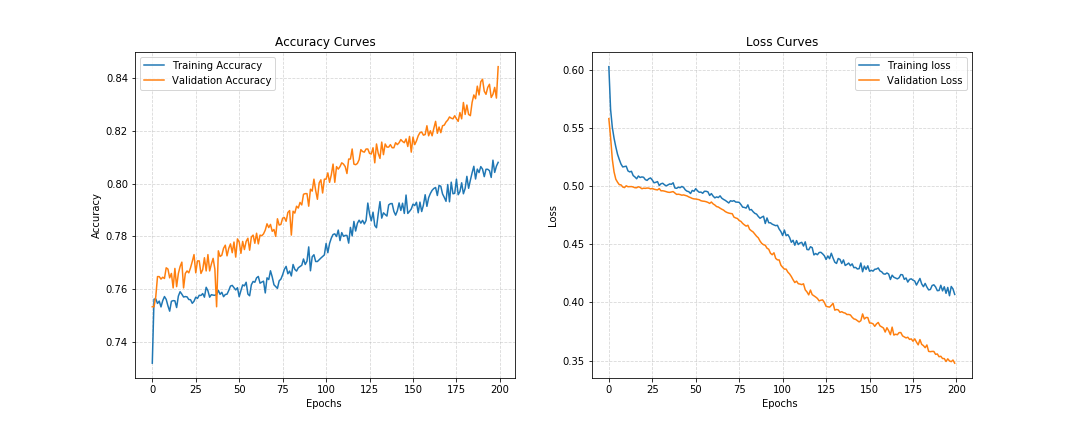 Accuracy Curves
Training Accuracy
Validation Accuracy
0.84
0.82
0.80
0.78
0.76
0.74
Accuracy
0 25 50 75 100 125 150 175 200
Epochs
Loss Curves
Training loss
Validation Loss
0.60
0.55
0.50
0.45
0.40
0.35
Loss
0 25 50 75 100 125 150 175 200
Epochs